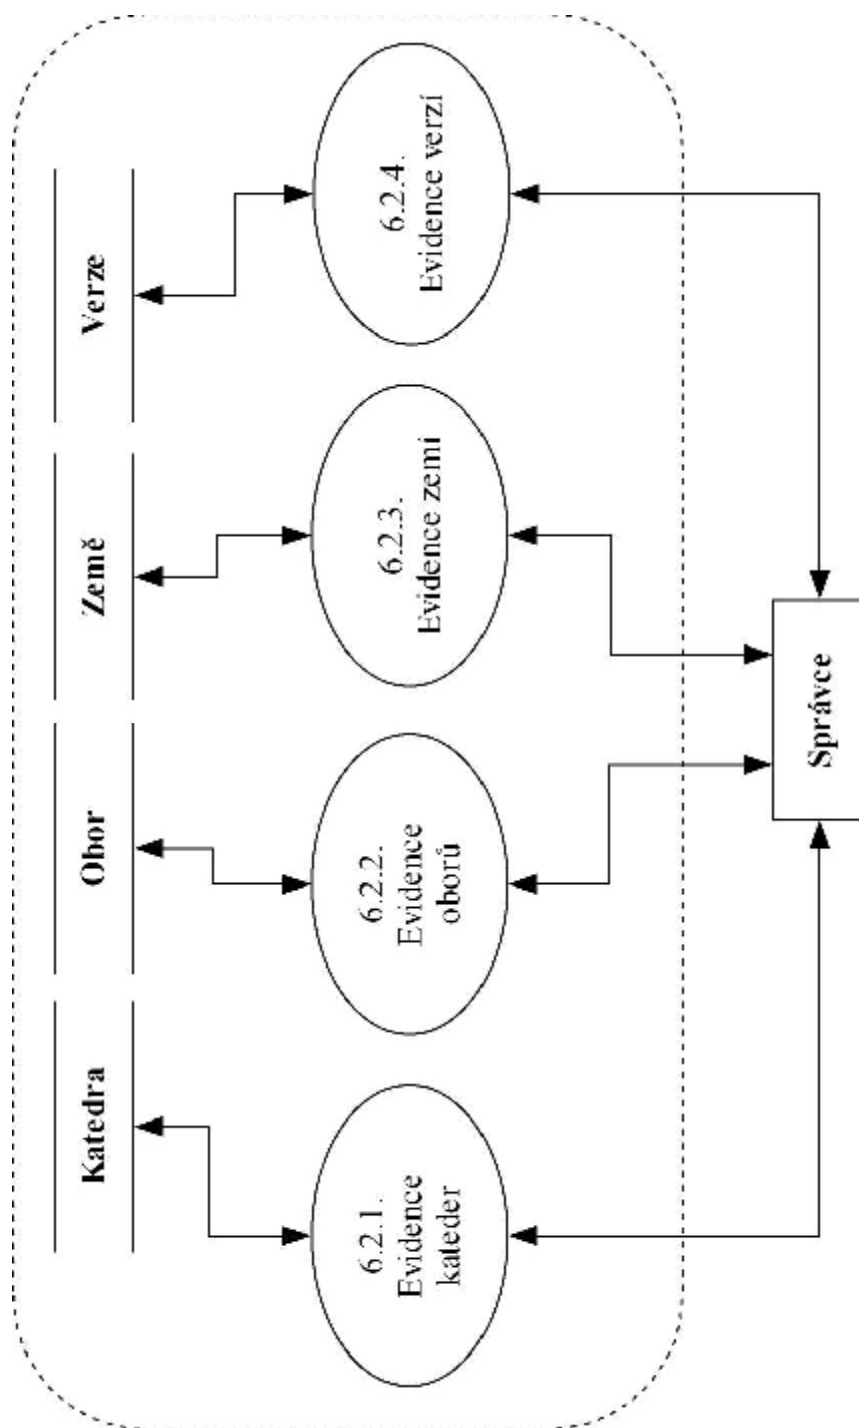 Katedra
Obor
Země
Verze
6.2.1.
Evidence
kateder
6.2.2.
Evidence
oborů
6.2.3.
Evidence zemí
6.2.4.
Evidence verzí
Správce